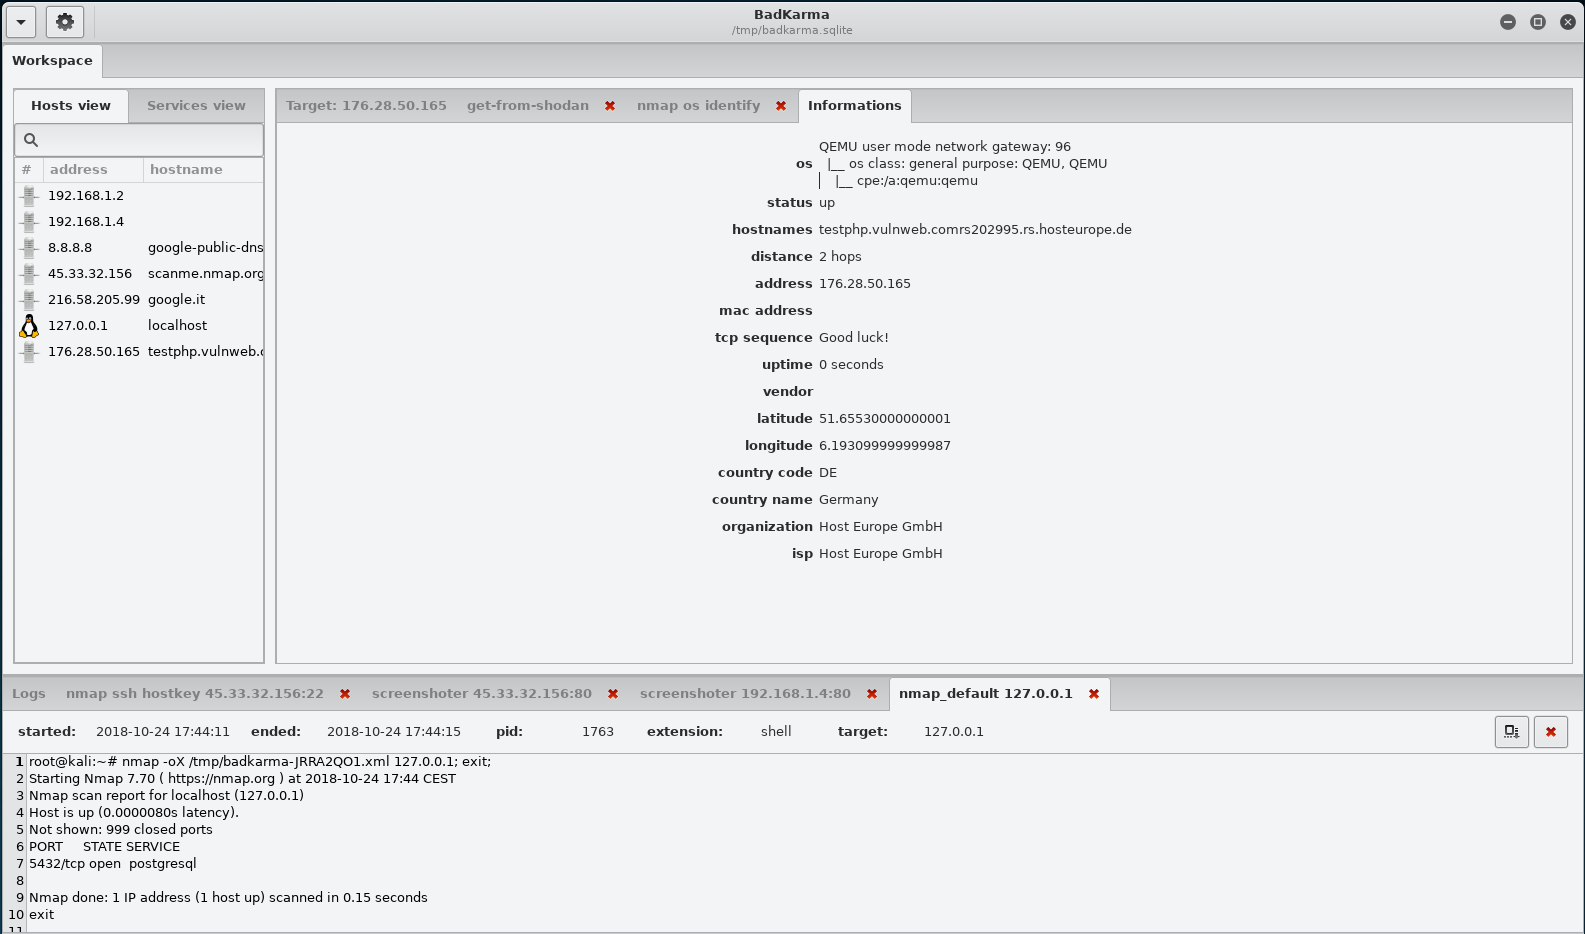 BadKarma
/tmp/badkarma.sqlite
Workspace
Hosts view Services view
# address hostname
192.168.1.2
192.168.1.4
8.8.8.8 google-public-dns
45.33.32.156 scanme.nmap.org
216.58.205.99 google.it
127.0.0.1 localhost
176.28.50.165 testphp.vulnweb.c
Target: 176.28.50.165 get-from-shodan nmap os identify Informations
QEMU user mode network gateway: 96
os |__ os class: general purpose: QEMU, QEMU
| |__ cpe:/a:qemu:qemu
status up
hostnames testphp.vulnweb.comrs202995.rs.hosteurope.de
distance 2 hops
address 176.28.50.165
mac address
tcp sequence Good luck!
uptime 0 seconds
vendor
latitude 51.65530000000001
longitude 6.193099999999987
country code DE
country name Germany
organization Host Europe GmbH
isp Host Europe GmbH
Logs nmap ssh hostkey 45.33.32.156:22 screenshoter 45.33.32.156:80 screenshoter 192.168.1.4:80 nmap_default 127.0.0.1
started: 2018-10-24 17:44:11 ended: 2018-10-24 17:44:15 pid: 1763 extension: shell target: 127.0.0.1
1 root@kali:~# nmap -oX /tmp/badkarma-JRRA2QO1.xml 127.0.0.1; exit;
2 Starting Nmap 7.70 ( https://nmap.org ) at 2018-10-24 17:44 CEST
3 Nmap scan report for localhost (127.0.0.1)
4 Host is up (0.0000080s latency).
5 Not shown: 999 closed ports
6 PORT     STATE SERVICE
7 5432/tcp open  postgresql
8
9 Nmap done: 1 IP address (1 host up) scanned in 0.15 seconds
10 exit
11